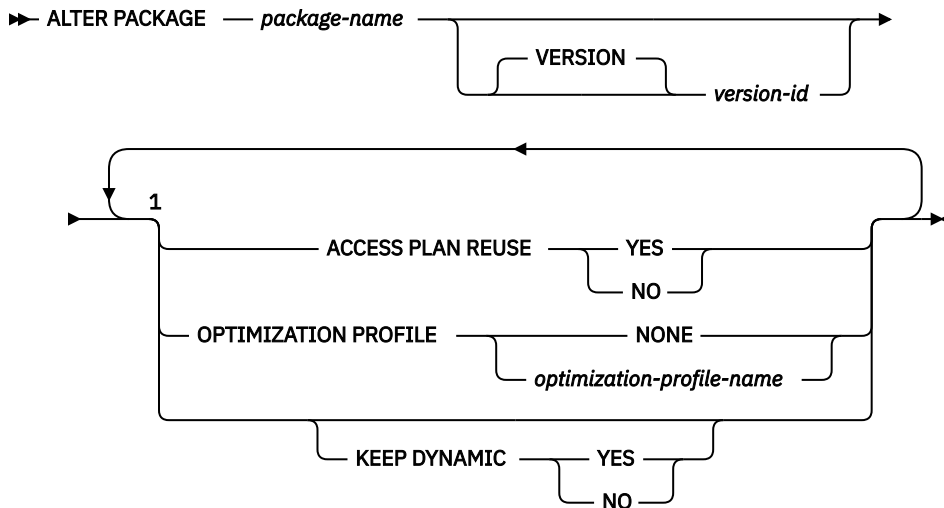 ALTER PACKAGE package-name
VERSION
version-id
1
ACCESS PLAN REUSE YES
NO
OPTIMIZATION PROFILE NONE
optimization-profile-name
KEEP DYNAMIC YES
NO